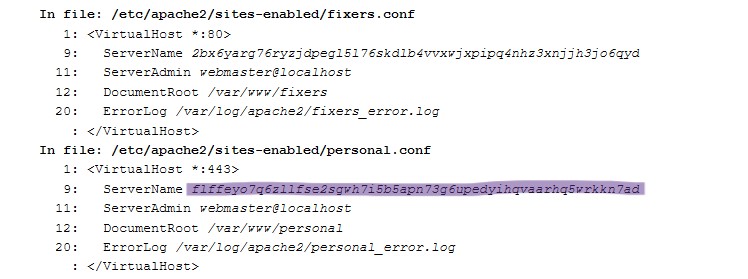 In file: /etc/apache2/sites-enabled/fixers.conf
1: <VirtualHost *:80>
9: ServerName 2bx6yarg76ryzjdpegl5l76skdlb4vvxwjxpipq4nhz3xnjjh3jo6qyd
11: ServerAdmin webmaster@localhost
12: DocumentRoot /var/www/fixers
20: ErrorLog /var/log/apache2/fixers_error.log
: </VirtualHost>
In file: /etc/apache2/sites-enabled/personal.conf
1: <VirtualHost *:443>
9: ServerName flffeyo7q6zllfse2sgwh7i5b5apn73g6upedyihqvaarhq5wrkkn7ad
11: ServerAdmin webmaster@localhost
12: DocumentRoot /var/www/personal
20: ErrorLog /var/log/apache2/personal_error.log
: </VirtualHost>